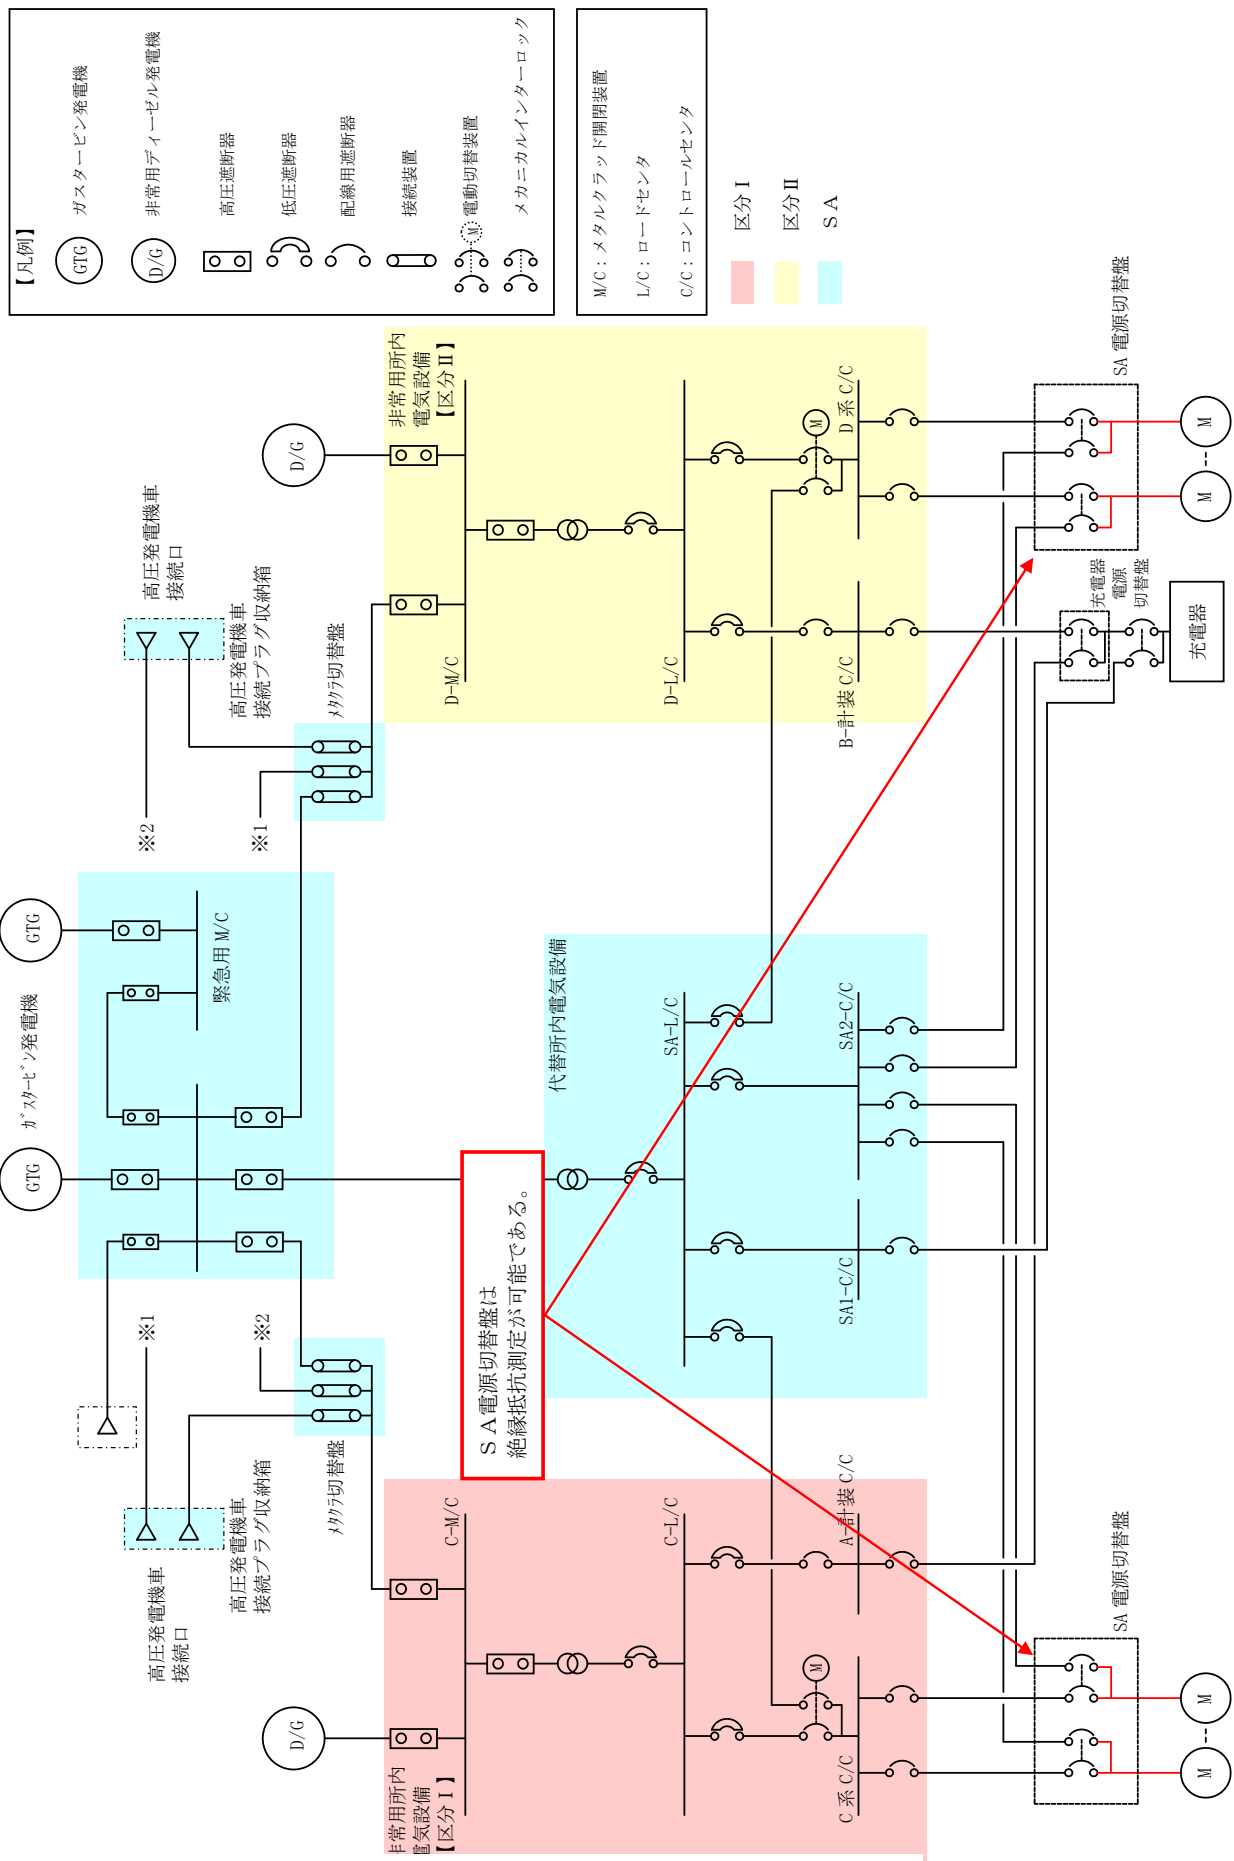 【凡例】
GTG
ガスタービン発電機
D/G
非常用ディーゼル発電機
高圧遮断器
低圧遮断器
配線用遮断器
接続装置
M
電動切替装置
メカニカルインターロック
M/C：メタルクラッド開閉装置
L/C：ロードセンタ
C/C：コントロールセンタ
区分Ⅰ
区分Ⅱ
ＳＡ
GTG
GTG
ｶﾞｽﾀｰﾋﾞﾝ発電機
緊急用 M/C
高圧発電機車
接続口
高圧発電機車
接続プラグ収納箱
※1
※2
ﾒﾀｸﾗ切替盤
高圧発電機車
接続口
高圧発電機車
接続プラグ収納箱
※2
※1
ﾒﾀｸﾗ切替盤
D/G
非常用所内
電気設備
【区分Ⅰ】
C-M/C
C-L/C
M
C 系 C/C
A-計装 C/C
ＳＡ電源切替盤は
絶縁抵抗測定が可能である。
代替所内電気設備
SA-L/C
SA1-C/C
SA2-C/C
D/G
非常用所内
電気設備
【区分Ⅱ】
D-M/C
D-L/C
M
D 系 C/C
B-計装 C/C
SA 電源切替盤
M
M
充電器
電源
切替盤
充電器
SA 電源切替盤
M
M